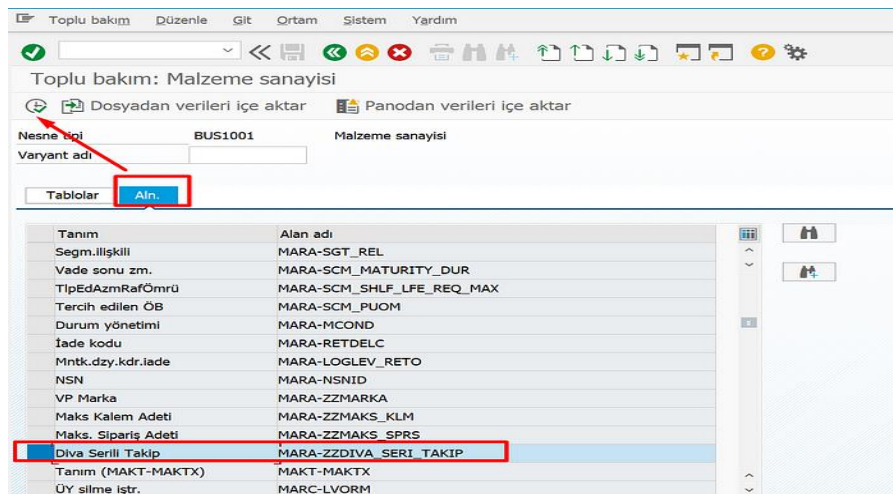 Toplu bakım Düzenle Git Ortam Sistem Yardım
Toplu bakım: Malzeme sanayisi
Dosyadan verileri içe aktar Panodan verileri içe aktar
Nesne tipi BUS1001 Malzeme sanayisi
Varyant adı
Tablolar Aln.
Tanım Alan adı
Segm.ilişkili MARA-SGT_REL
Vade sonu zm. MARA-SCM_MATURITY_DUR
TlpEdAzmRafÖmrü MARA-SCM_SHLF_LFE_REQ_MAX
Tercih edilen ÖB MARA-SCM_PUOM
Durum yönetimi MARA-MCOND
İade kodu MARA-RETDELC
Mntk.dzy.kdr.iade MARA-LOGLEV_RETO
NSN MARA-NSNID
VP Marka MARA-ZZMARKA
Maks Kalem Adeti MARA-ZZMAKS_KLM
Maks. Sipariş Adeti MARA-ZZMAKS_SPRS
Diva Serili Takip MARA-ZZDIVA_SERI_TAKIP
Tanım (MAKT-MAKTX) MAKT-MAKTX
ÜY silme iştr. MARC-LVORM